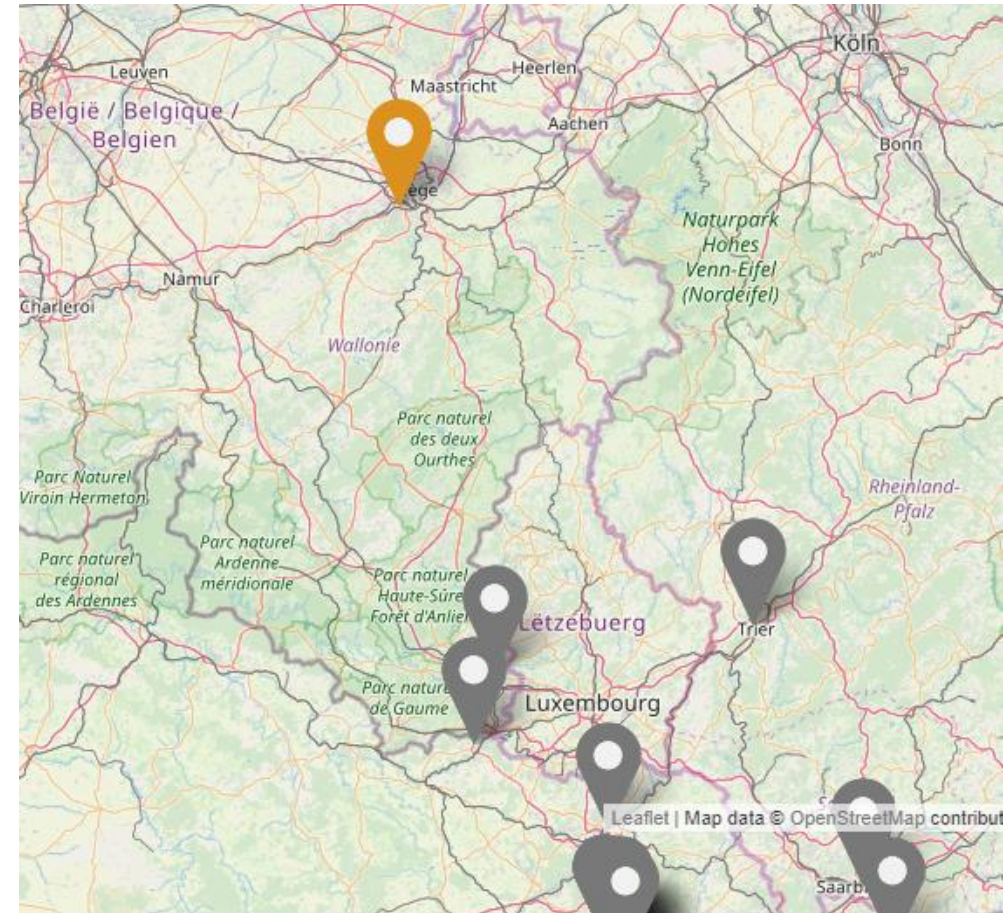 Köln
Leuven
Heerlen
Maastricht
België / Belgique /
Belgien
Aachen
Bonn
Naturpark
Hohes
Venn-Eifel
(Nordeifel)
Namur
Charleroi
Wallonie
Parc naturel
des deux
Ourthes
Parc Naturel
Viroin Hermeton
Rheinland-
Pfalz
Parc naturel
Ardenne
méridionale
Parc naturel
régional
des Ardennes
Parc naturel
Haute-Sûre
Forêt d'Anlier
Lëtzebuerg
Trier
Parc nature
de Gaume
Luxembourg
Leaflet | Map data © OpenStreetMap contribut